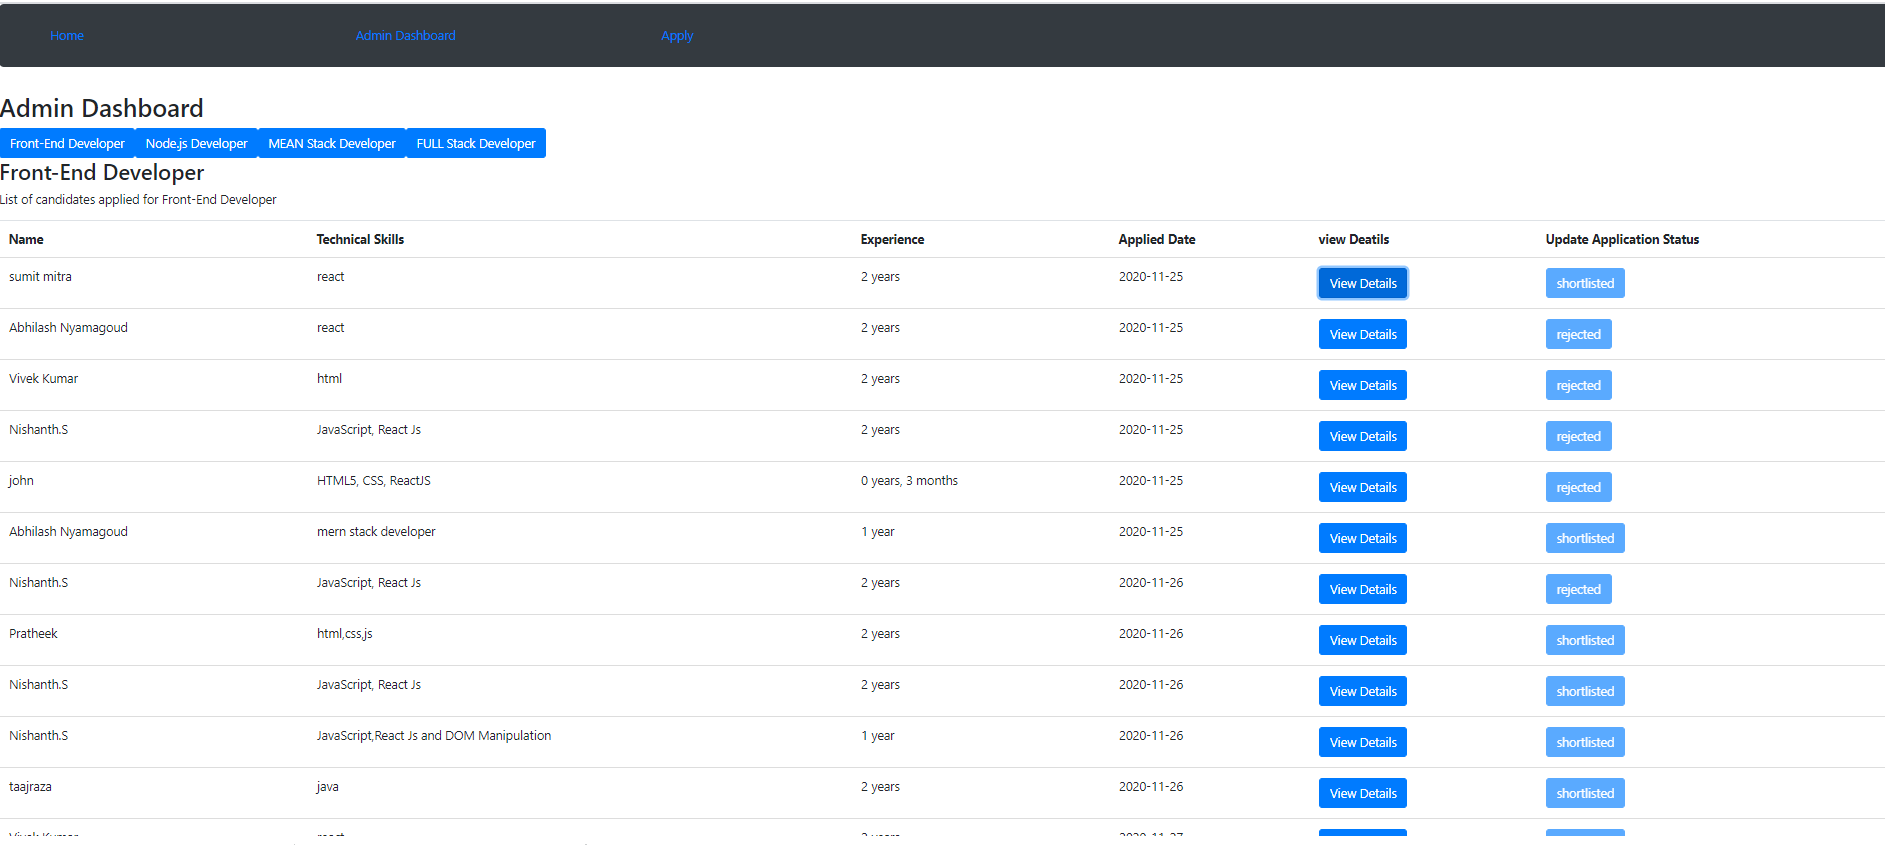 Home Admin Dashboard Apply
Admin Dashboard
Front-End Developer Node.js Developer MEAN Stack Developer FULL Stack Developer
Front-End Developer
List of candidates applied for Front-End Developer
Name Technical Skills Experience Applied Date view Deatils Update Application Status
sumit mitra react 2 years 2020-11-25 View Details shortlisted
Abhilash Nyamagoud react 2 years 2020-11-25 View Details rejected
Vivek Kumar html 2 years 2020-11-25 View Details rejected
Nishanth.S JavaScript, React Js 2 years 2020-11-25 View Details rejected
john HTML5, CSS, ReactJS 0 years, 3 months 2020-11-25 View Details rejected
Abhilash Nyamagoud mern stack developer 1 year 2020-11-25 View Details shortlisted
Nishanth.S JavaScript, React Js 2 years 2020-11-26 View Details rejected
Pratheek html,css,js 2 years 2020-11-26 View Details shortlisted
Nishanth.S JavaScript, React Js 2 years 2020-11-26 View Details shortlisted
Nishanth.S JavaScript,React Js and DOM Manipulation 1 year 2020-11-26 View Details shortlisted
taajraza java 2 years 2020-11-26 View Details shortlisted